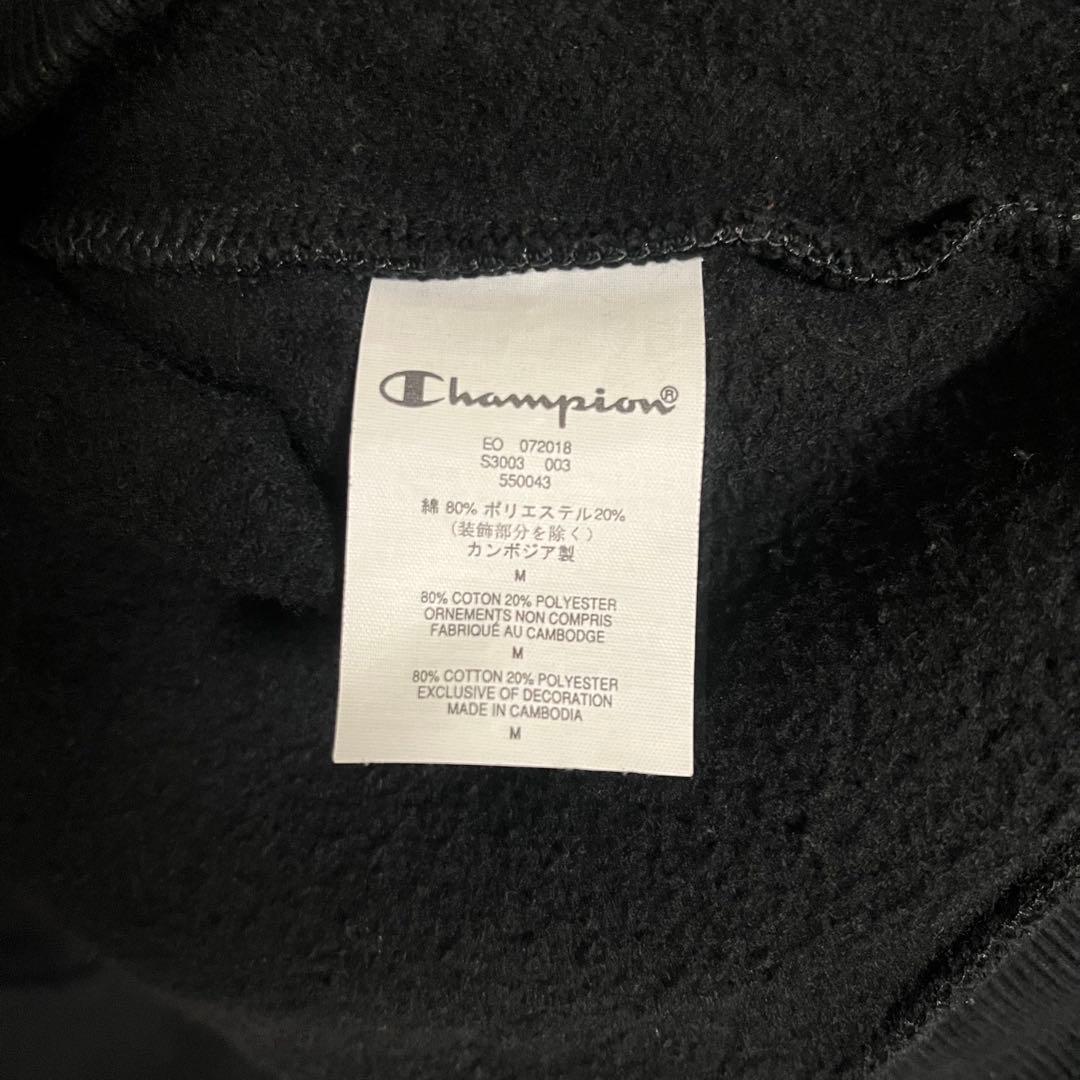 Champion®
EO 072018
S3003 003
550043
綿 80% ポリエステル20%
(装飾部分を除く)
カンボジア製
M
80% COTON 20% POLYESTER
ORNEMENTS NON COMPRIS
FABRIQUÉ AU CAMBODGE
M
80% COTTON 20% POLYESTER
EXCLUSIVE OF DECORATION
MADE IN CAMBODIA
M